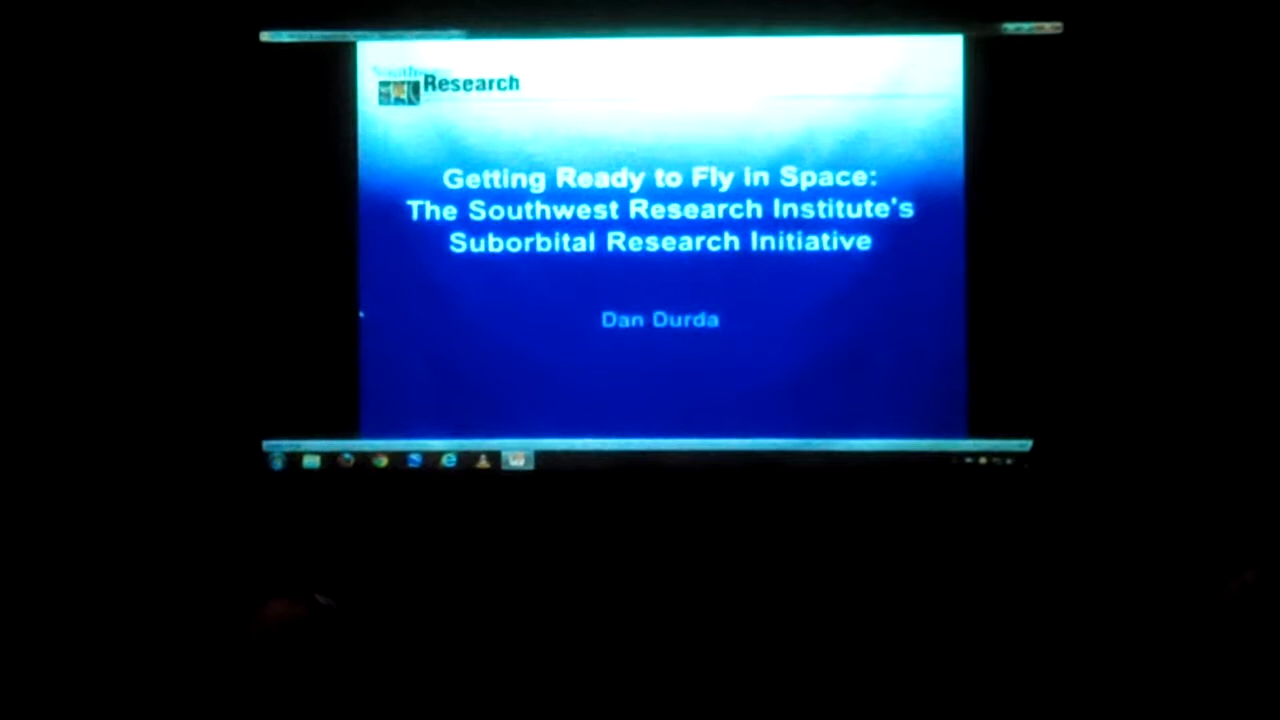 Research
Getting Ready to Fly in Space:
The Southwest Research Institute's
Suborbital Research Initiative
Dan Durda